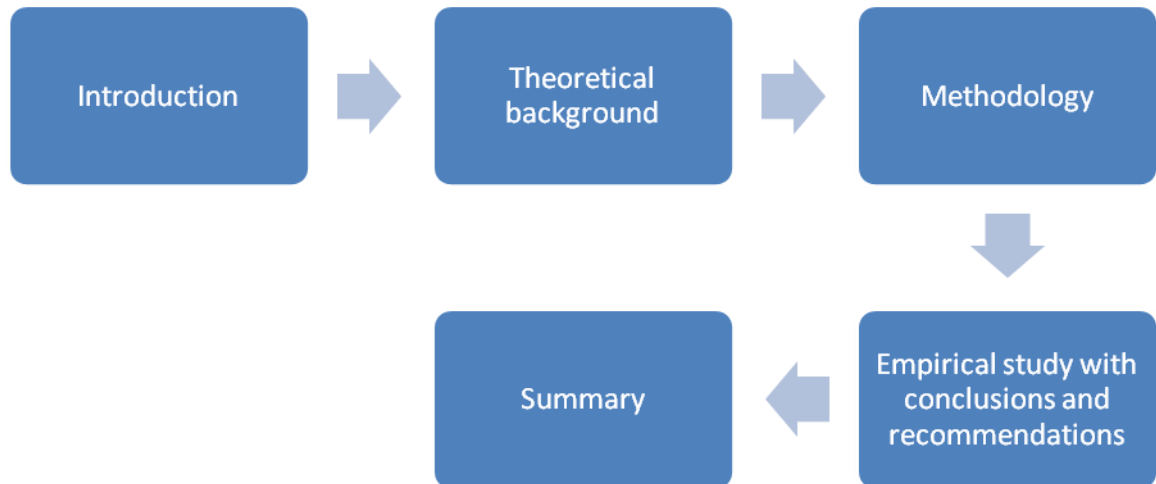 Introduction
Theoretical
background
Methodology
Empirical study with
conclusions and
recommendations
Summary